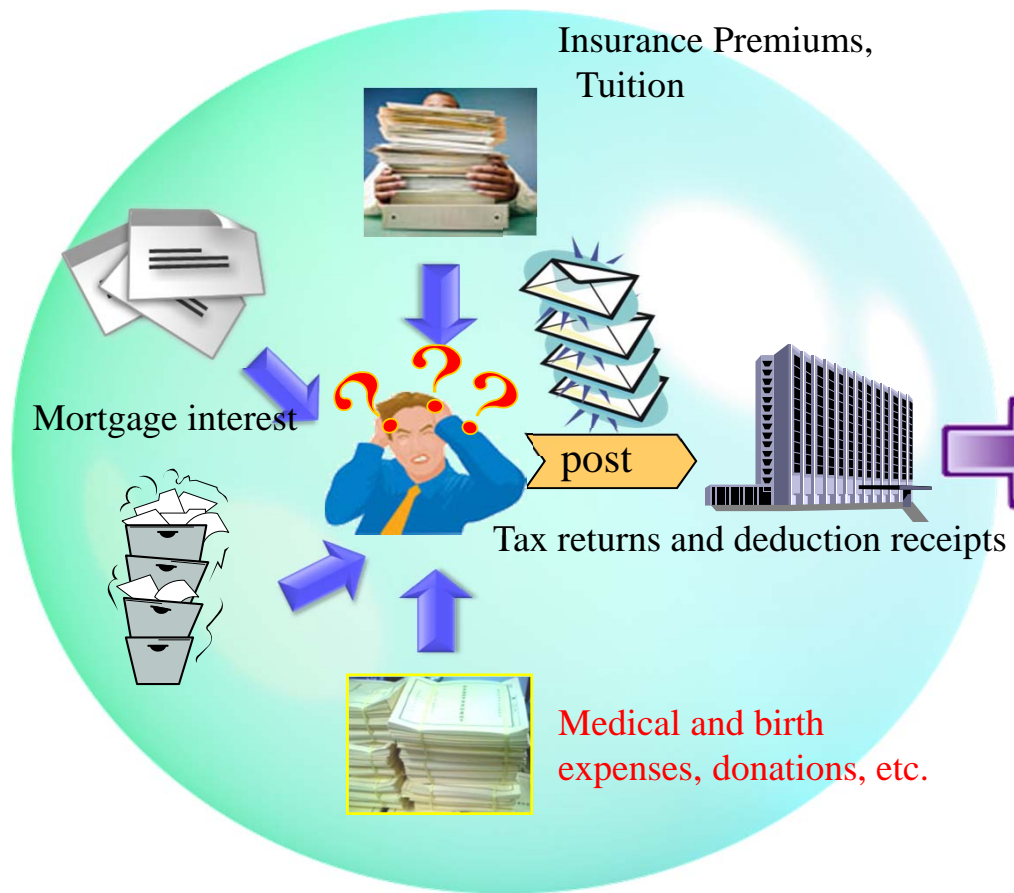 Insurance Premiums,
Tuition
? ? ?
Mortgage interest
post
Tax returns and deduction receipts
Medical and birth
expenses, donations, etc.